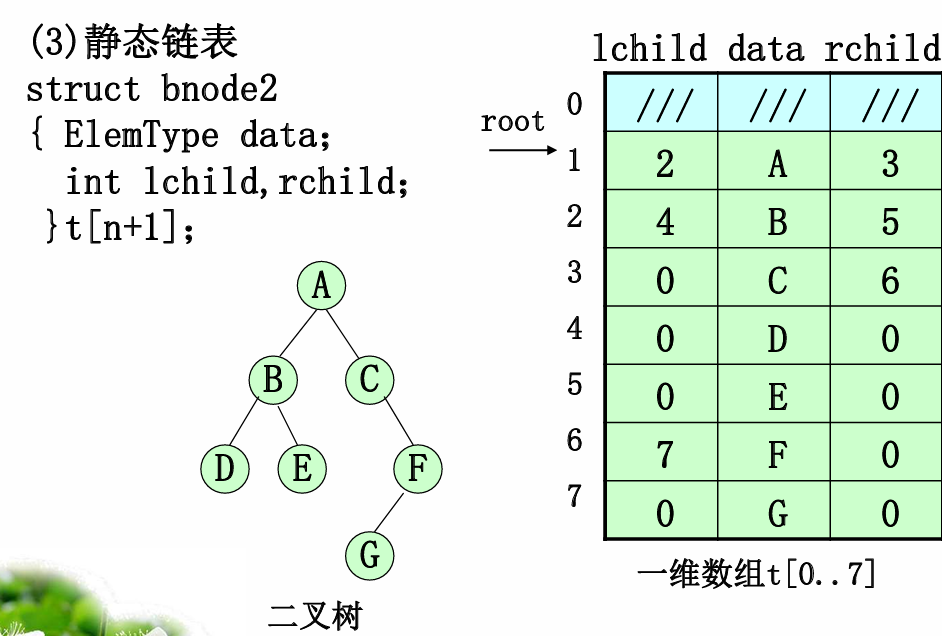 (3)静态链表
struct bnode2
{ ElemType data;
int lchild,rchild;
}t[n+1];
A
B C
D E F
G
二叉树
lchild data rchild
root
0 /// /// ///
1 2 A 3
2 4 B 5
3 0 C 6
4 0 D 0
5 0 E 0
6 7 F 0
7 0 G 0
一维数组t[0..7]